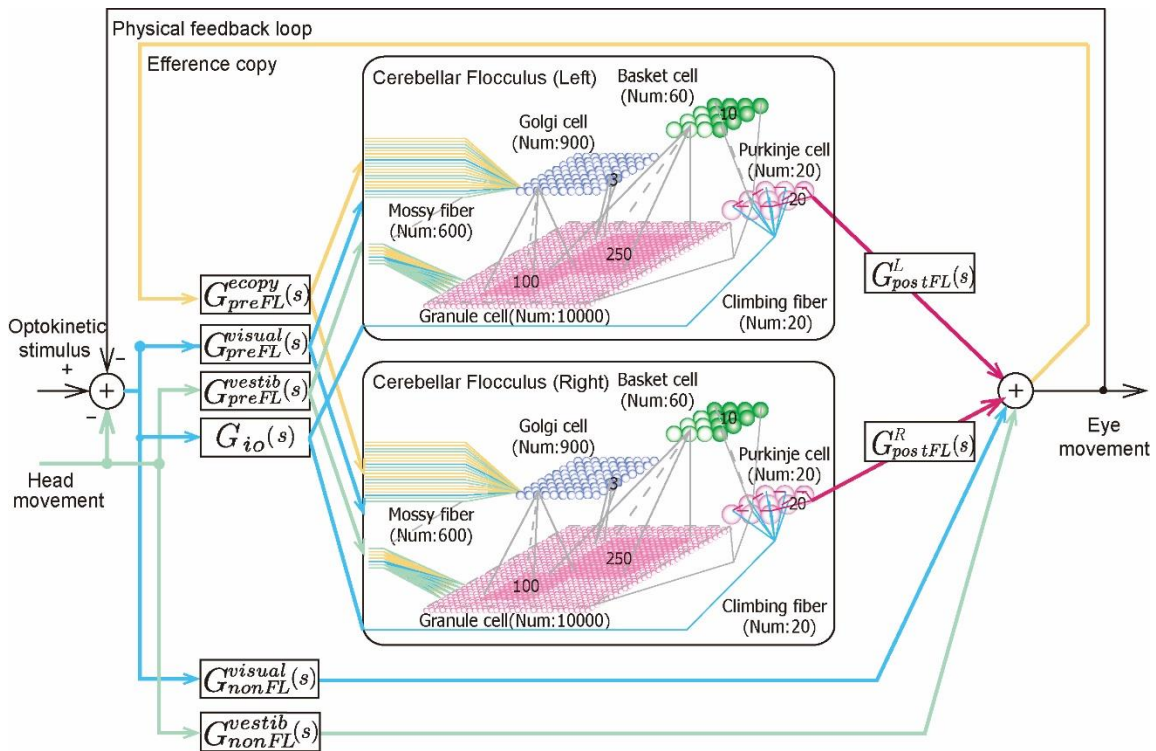 Physical feedback loop
Efference copy
Cerebellar Flocculus (Left)
Basket cell
(Num:60)
10
Golgi cell
(Num:900)
3
Purkinje cell
(Num:20)
20
Mossy fiber
(Num:600)
250
100
Granule cell(Num:10000)
Climbing fiber
(Num:20)
G^{ecopy}_{preFL}(s)
G^{visual}_{preFL}(s)
G^{vestib}_{preFL}(s)
G_{io}(s)
Optokinetic
stimulus
+
−
−
+
Head
movement
Cerebellar Flocculus (Right)
Basket cell
(Num:60)
10
Golgi cell
(Num:900)
3
Purkinje cell
(Num:20)
20
Mossy fiber
(Num:600)
250
100
Granule cell(Num:10000)
Climbing fiber
(Num:20)
G^{L}_{postFL}(s)
G^{R}_{postFL}(s)
+
Eye
movement
G^{visual}_{nonFL}(s)
G^{vestib}_{nonFL}(s)